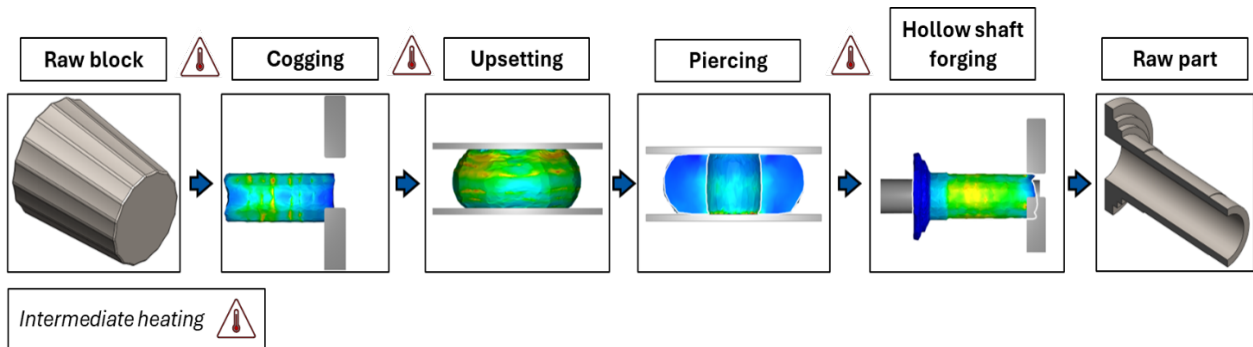 Raw block
Cogging
Upsetting
Piercing
Hollow shaft
forging
Raw part
Intermediate heating